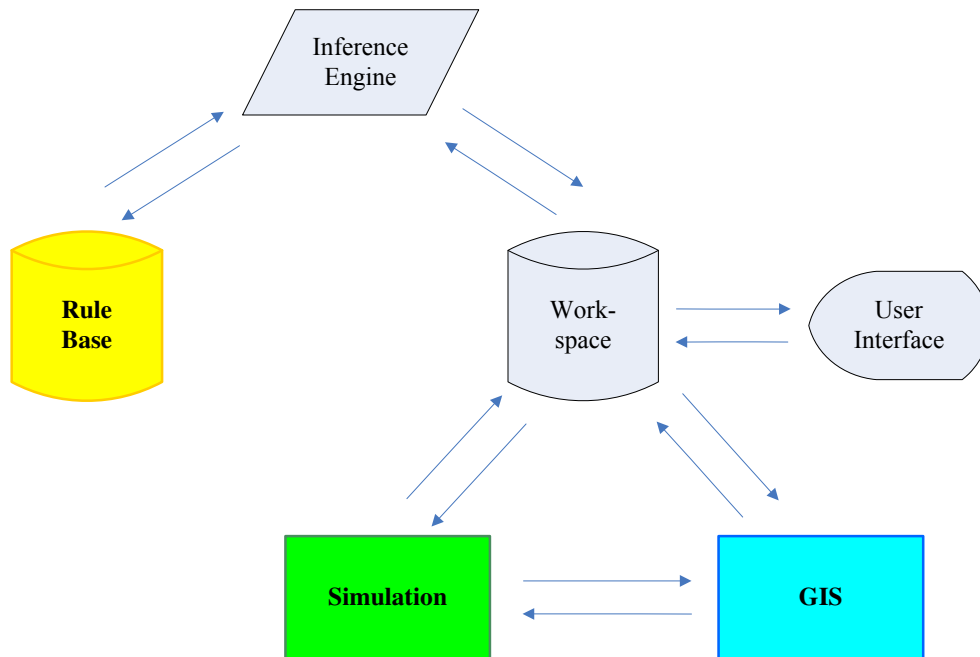 Inference
Engine
Rule
Base
Work-
space
User
Interface
Simulation
GIS